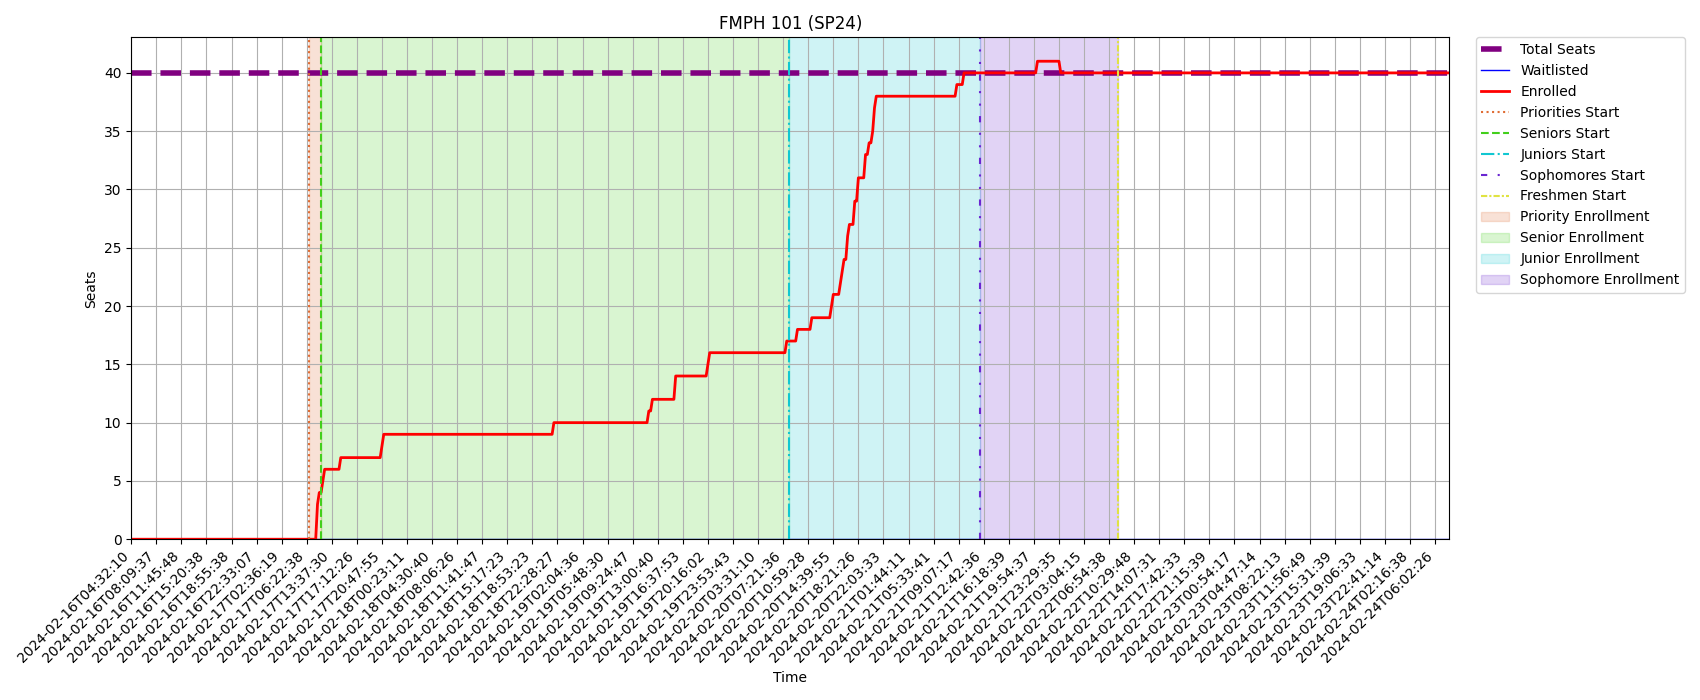 FMPH 101 (SP24)
Total Seats
Waitlisted
Enrolled
Priorities Start
Seniors Start
Juniors Start
Sophomores Start
Freshmen Start
Priority Enrollment
Senior Enrollment
Junior Enrollment
Sophomore Enrollment
Seats
40
35
30
25
20
15
10
5
0
2024-02-16T04:32:10
2024-02-16T08:09:37
2024-02-16T11:45:48
2024-02-16T15:20:38
2024-02-16T18:55:38
2024-02-16T22:33:07
2024-02-17T02:36:19
2024-02-17T06:22:38
2024-02-17T13:37:30
2024-02-17T17:12:26
2024-02-17T20:47:55
2024-02-18T00:23:11
2024-02-18T04:30:40
2024-02-18T08:06:26
2024-02-18T11:41:47
2024-02-18T15:17:23
2024-02-18T18:53:23
2024-02-18T22:28:27
2024-02-19T02:04:36
2024-02-19T05:48:30
2024-02-19T09:24:47
2024-02-19T13:00:40
2024-02-19T16:37:53
2024-02-19T20:16:02
2024-02-19T23:53:43
2024-02-20T03:31:10
2024-02-20T07:21:36
2024-02-20T10:59:28
2024-02-20T14:39:55
2024-02-20T18:21:26
2024-02-20T22:03:33
2024-02-21T01:44:11
2024-02-21T05:33:41
2024-02-21T09:07:17
2024-02-21T12:42:36
2024-02-21T16:18:39
2024-02-21T19:54:37
2024-02-21T23:29:35
2024-02-22T03:04:15
2024-02-22T06:54:38
2024-02-22T10:29:48
2024-02-22T14:07:31
2024-02-22T17:42:33
2024-02-22T21:15:39
2024-02-23T00:54:17
2024-02-23T04:47:14
2024-02-23T08:22:13
2024-02-23T11:56:49
2024-02-23T15:31:39
2024-02-23T19:06:33
2024-02-23T22:41:14
2024-02-24T02:16:38
2024-02-24T06:02:26
Time